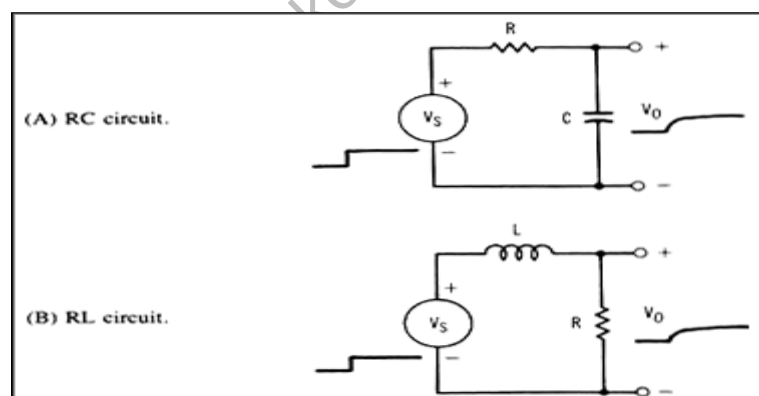 R
+
(A) RC circuit.
+
V_S
−
C
V_O
−
L
+
(B) RL circuit.
+
V_S
−
R
V_O
−